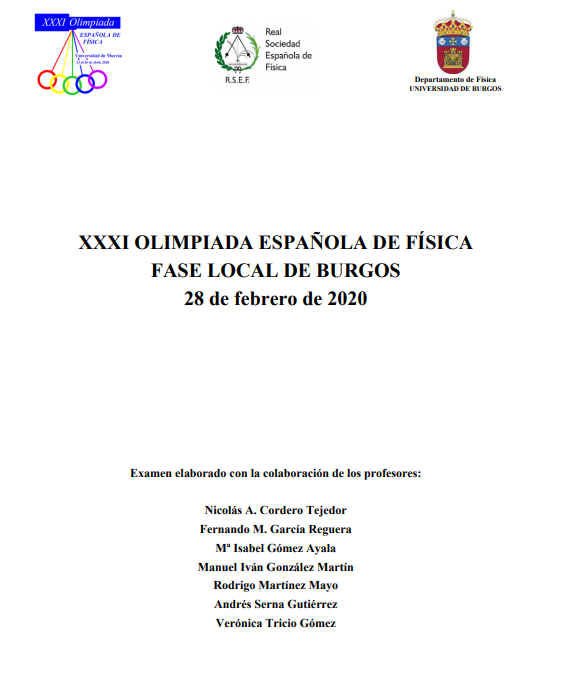 XXXI Olimpiada
ESPAÑOLA DE
FÍSICA
Universidad de Murcia
Real
Sociedad
Española de
Física
R.S.E.F.
Departamento de Física
UNIVERSIDAD DE BURGOS
XXXI OLIMPIADA ESPAÑOLA DE FÍSICA
FASE LOCAL DE BURGOS
28 de febrero de 2020
Examen elaborado con la colaboración de los profesores:
Nicolás A. Cordero Tejedor
Fernando M. García Reguera
Mª Isabel Gómez Ayala
Manuel Iván González Martín
Rodrigo Martínez Mayo
Andrés Serna Gutiérrez
Verónica Tricio Gómez